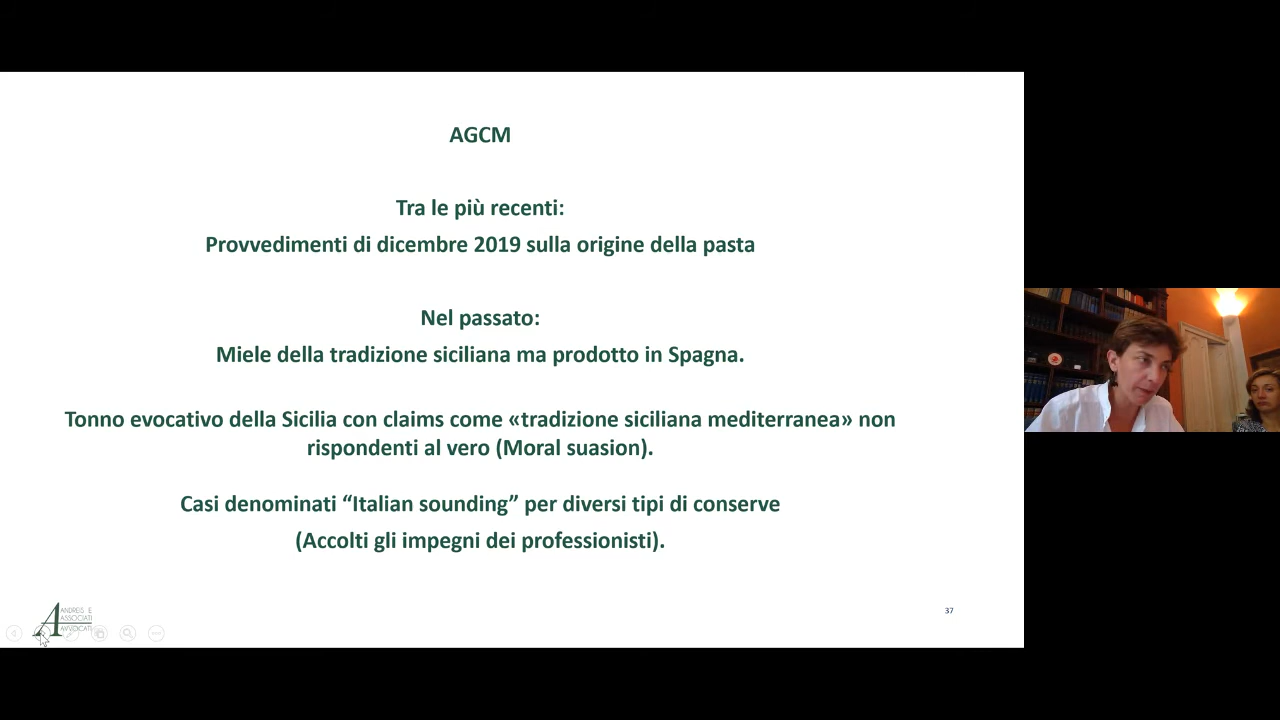 AGCM
Tra le più recenti:
Provvedimenti di dicembre 2019 sulla origine della pasta
Nel passato:
Miele della tradizione siciliana ma prodotto in Spagna.
Tonno evocativo della Sicilia con claims come «tradizione siciliana mediterranea» non
rispondenti al vero (Moral suasion).
Casi denominati “Italian sounding” per diversi tipi di conserve
(Accolti gli impegni dei professionisti).
ANDREIS E
ASSOCIATI
AVVOCATI
37